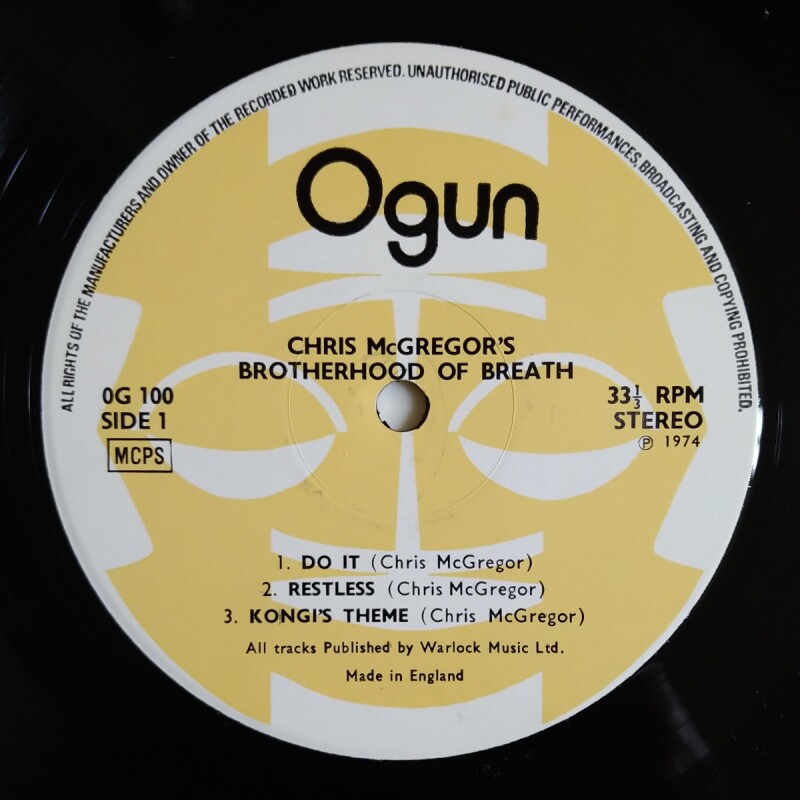 ALL RIGHTS OF THE MANUFACTURERS AND OWNER OF THE RECORDED WORK RESERVED. UNAUTHORISED PUBLIC PERFORMANCES, BROADCASTING AND COPYING PROHIBITED.
Ogun
CHRIS McGREGOR'S
BROTHERHOOD OF BREATH
OG 100
SIDE 1
MCPS
33⅓ RPM
STEREO
Ⓟ 1974
1. DO IT (Chris McGregor)
2. RESTLESS (Chris McGregor)
3. KONGI'S THEME (Chris McGregor)
All tracks Published by Warlock Music Ltd.
Made in England